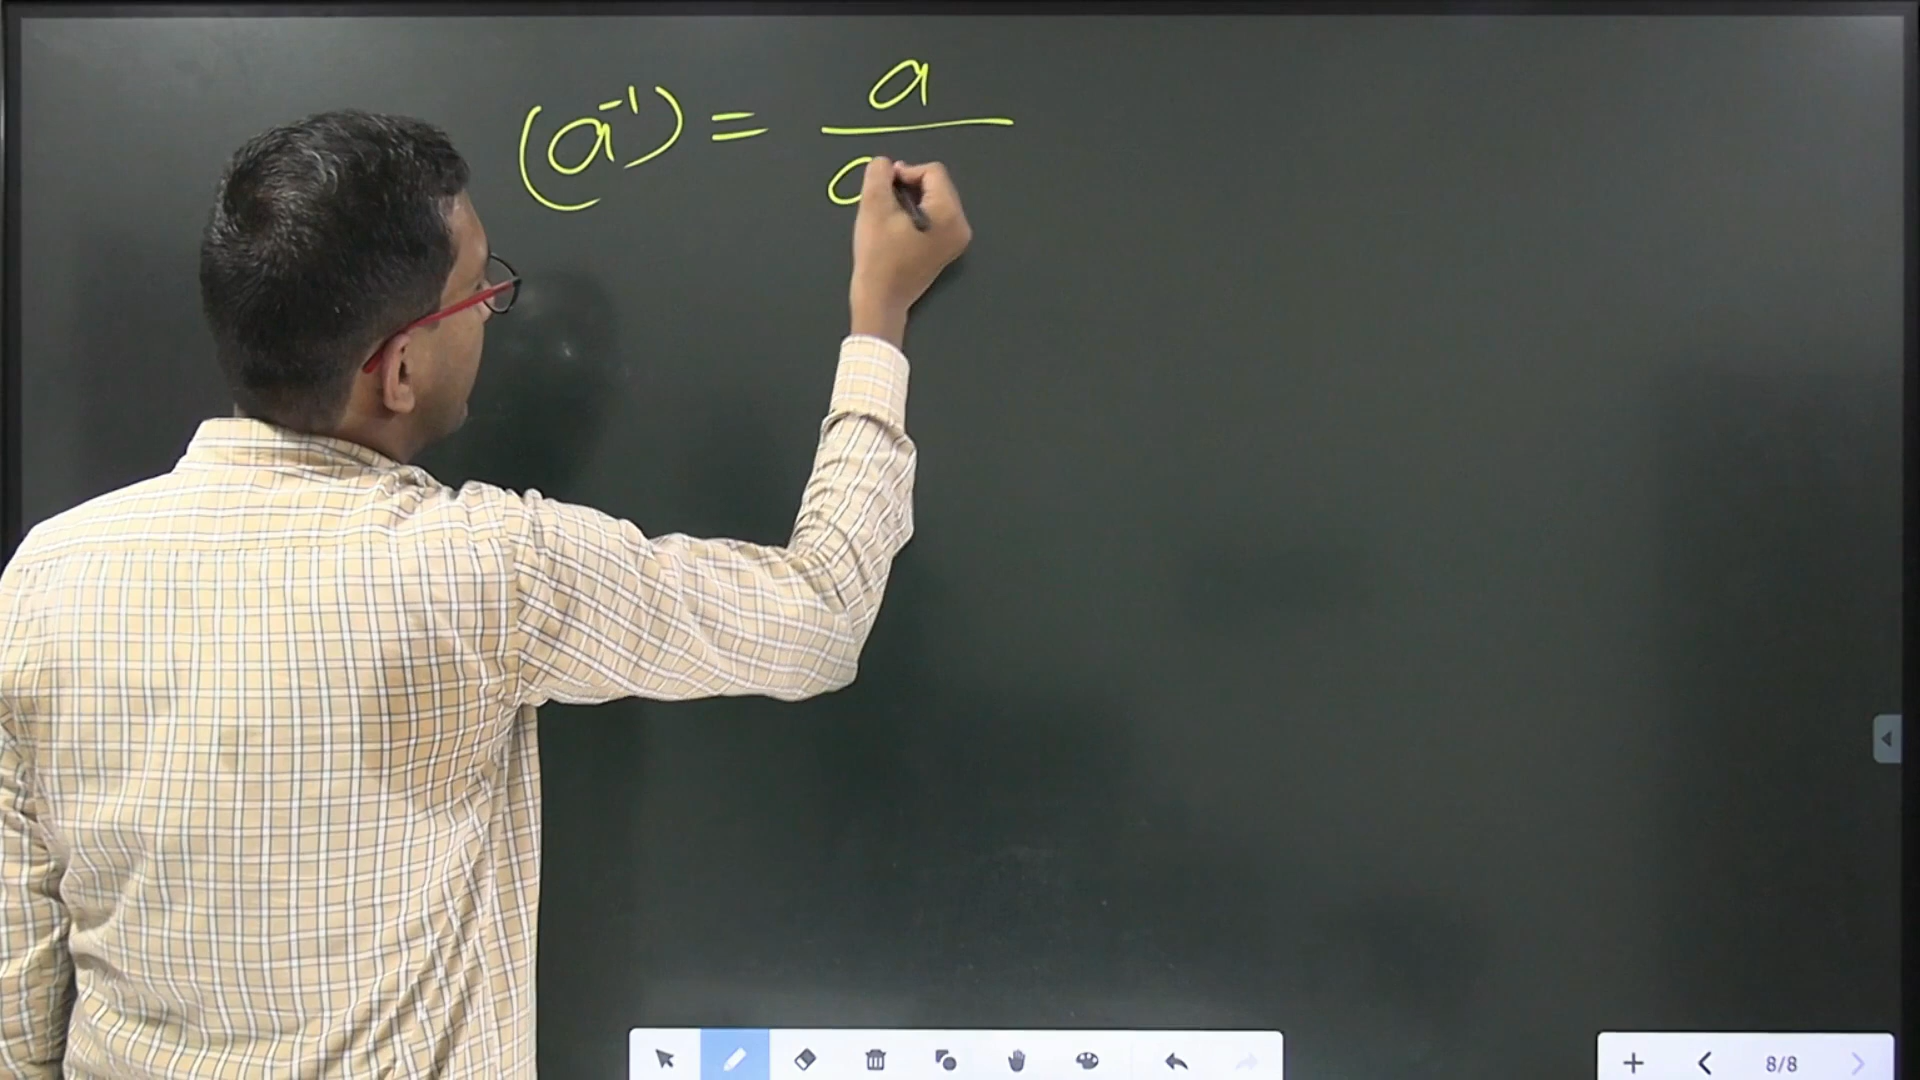 (a⁻¹) = a / a
8/8